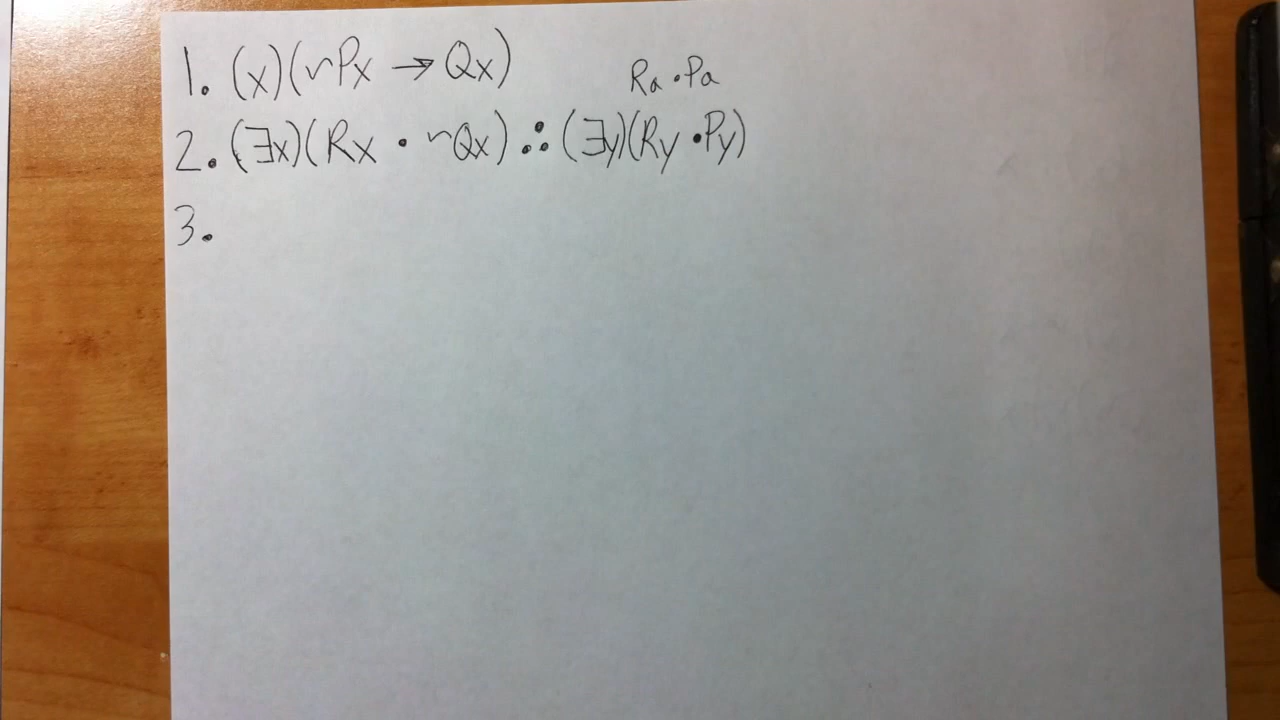 1. (x)(~Px → Qx)
Ra • Pa
2. (∃x)(Rx • ~Qx) ∴ (∃y)(Ry • Py)
3.